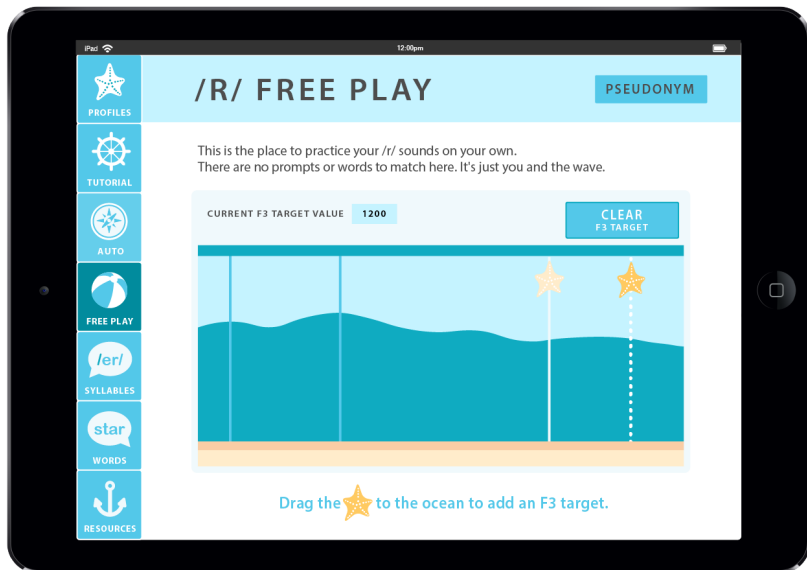 iPad
12:00pm
PROFILES
TUTORIAL
AUTO
FREE PLAY
/er/
SYLLABLES
star
WORDS
RESOURCES
/R/ FREE PLAY
PSEUDONYM
This is the place to practice your /r/ sounds on your own.
There are no prompts or words to match here. It's just you and the wave.
CURRENT F3 TARGET VALUE 1200
CLEAR
F3 TARGET
Drag the to the ocean to add an F3 target.